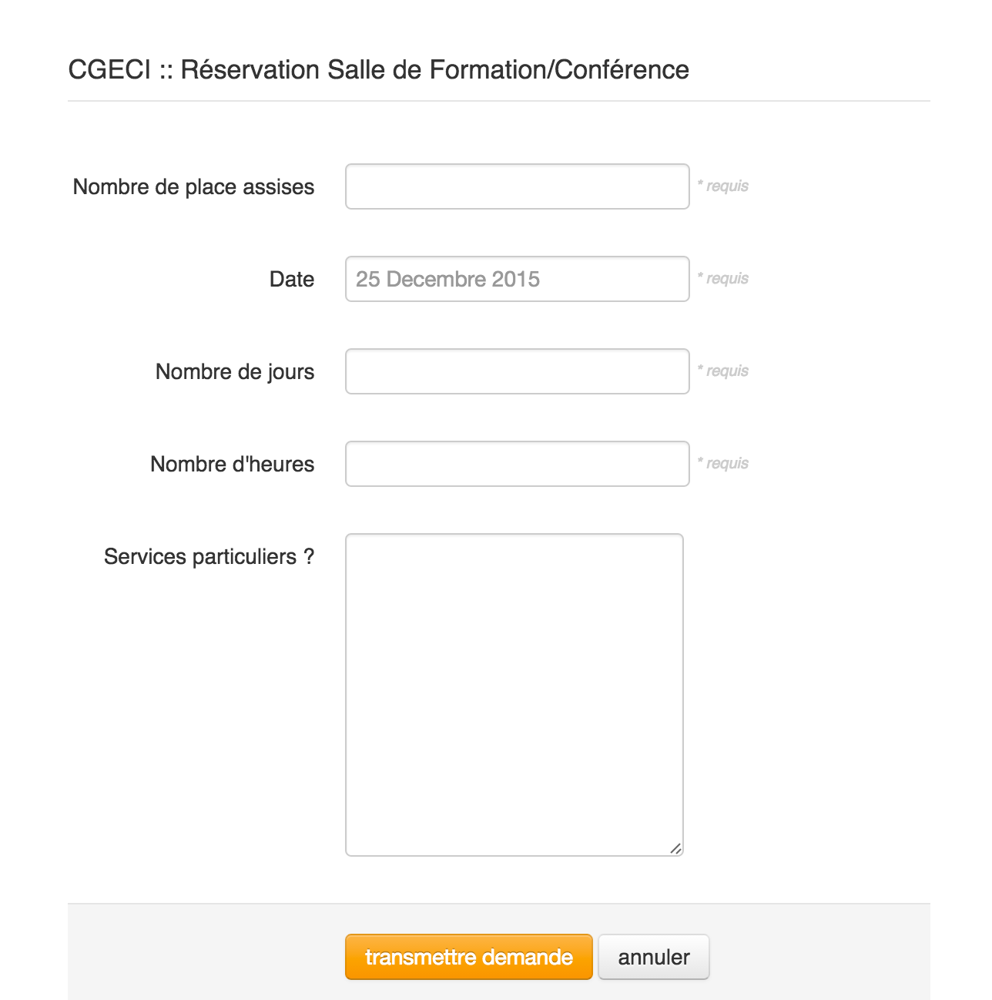 CGECI :: Réservation Salle de Formation/Conférence
Nombre de place assises * requis
Date 25 Decembre 2015 * requis
Nombre de jours * requis
Nombre d'heures * requis
Services particuliers ?
transmettre demande annuler